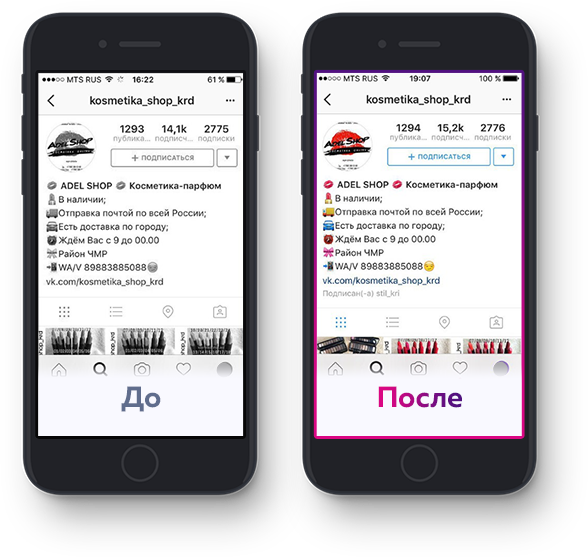 ●●●○○ MTS RUS 16:22 61 %
kosmetika_shop_krd
1293 14,1k 2775
публика... подписч... подписки
ADEL SHOP
+ ПОДПИСАТЬСЯ
ADEL SHOP Косметика-парфюм
В наличии;
Отправка почтой по всей России;
Есть доставка по городу;
Ждём Вас с 9 до 00.00
Район ЧМР
WA/V 89883885088
vk.com/kosmetika_shop_krd
До
●●○○○ MTS RUS 19:07 100 %
kosmetika_shop_krd
1294 15,2k 2776
публика... подписч... подписки
ADEL SHOP
+ ПОДПИСАТЬСЯ
ADEL SHOP Косметика-парфюм
В наличии;
Отправка почтой по всей России;
Есть доставка по городу;
Ждём Вас с 9 до 00.00
Район ЧМР
WA/V 89883885088
vk.com/kosmetika_shop_krd
Подписан(-а) stil_kri
После